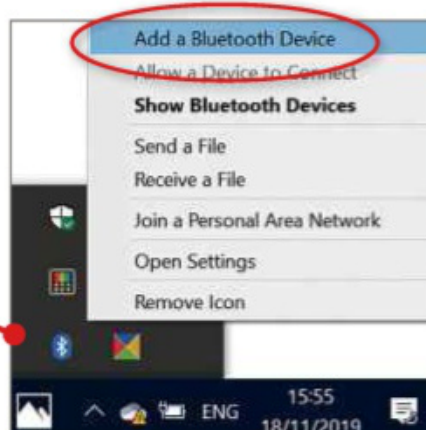 Add a Bluetooth Device
Allow a Device to Connect
Show Bluetooth Devices
Send a File
Receive a File
Join a Personal Area Network
Open Settings
Remove Icon
ENG
15:55
18/11/2019